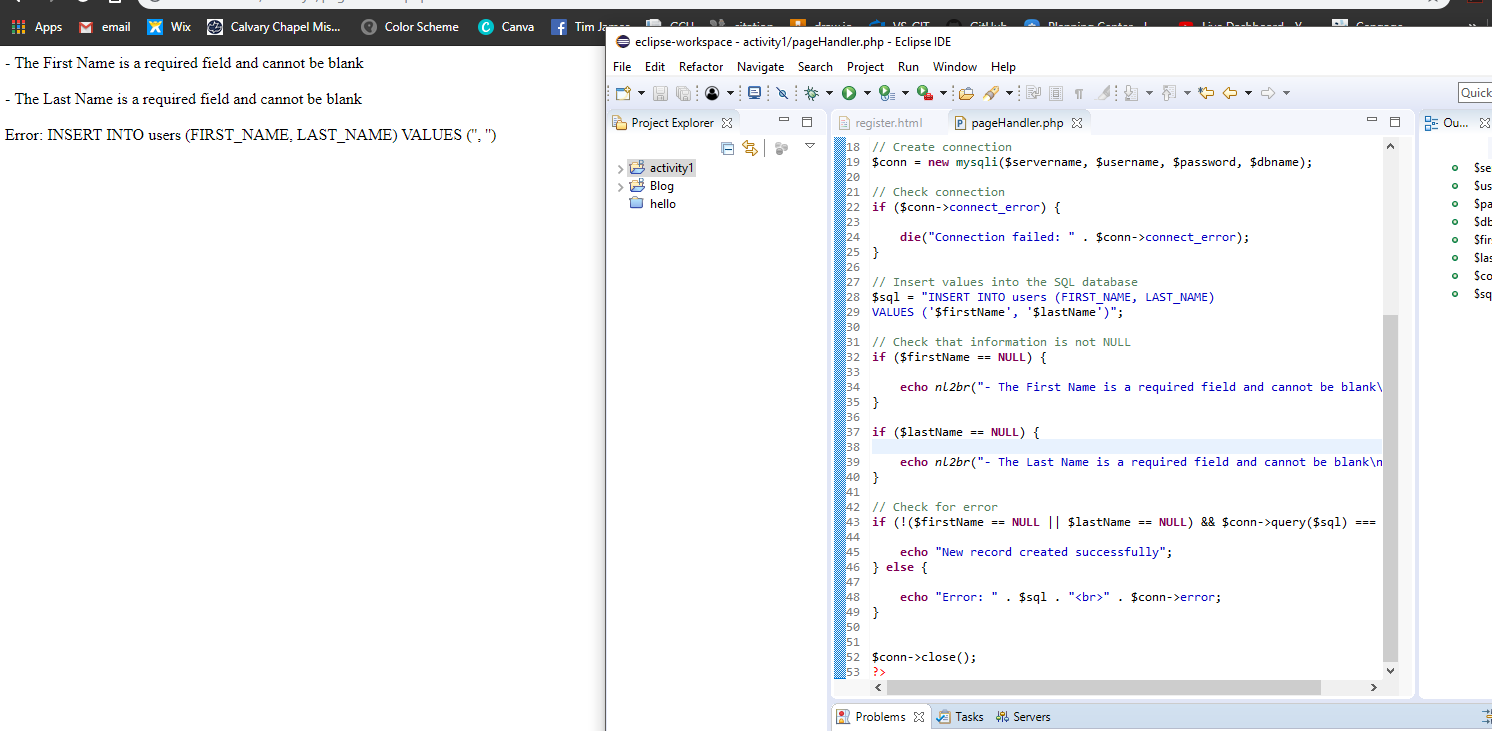 Apps email Wix Calvary Chapel Mis... Color Scheme Canva Tim James
- The First Name is a required field and cannot be blank
- The Last Name is a required field and cannot be blank
Error: INSERT INTO users (FIRST_NAME, LAST_NAME) VALUES ('', '')
eclipse-workspace - activity1/pageHandler.php - Eclipse IDE
File Edit Refactor Navigate Search Project Run Window Help
Quick
Project Explorer
activity1
Blog
hello
register.html pageHandler.php
18 // Create connection
19 $conn = new mysqli($servername, $username, $password, $dbname);
20
21 // Check connection
22 if ($conn->connect_error) {
23
24 die("Connection failed: " . $conn->connect_error);
25 }
26
27 // Insert values into the SQL database
28 $sql = "INSERT INTO users (FIRST_NAME, LAST_NAME)
29 VALUES ('$firstName', '$lastName')";
30
31 // Check that information is not NULL
32 if ($firstName == NULL) {
33
34 echo nl2br("- The First Name is a required field and cannot be blank\
35 }
36
37 if ($lastName == NULL) {
38
39 echo nl2br("- The Last Name is a required field and cannot be blank\n
40 }
41
42 // Check for error
43 if (!($firstName == NULL || $lastName == NULL) && $conn->query($sql) ===
44
45 echo "New record created successfully";
46 } else {
47
48 echo "Error: " . $sql . "<br>" . $conn->error;
49 }
50
51
52 $conn->close();
53 ?>
Ou...
$se
$us
$pa
$db
$fir
$las
$co
$sq
Problems Tasks Servers